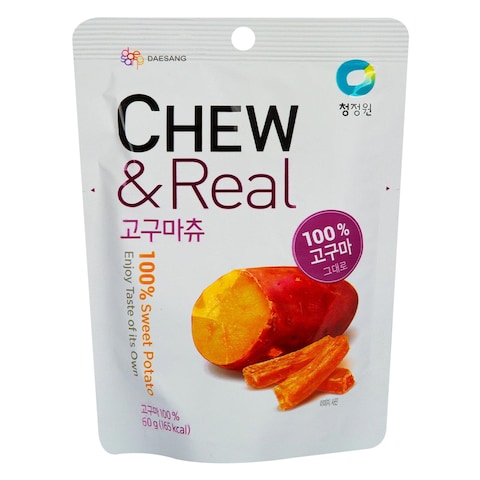 DAESANG
청정원
CHEW
& Real
고구마츄
100%
고구마
그대로
100% Sweet Potato
Enjoy Taste of its Own
고구마 100%
60g (165 kcal)